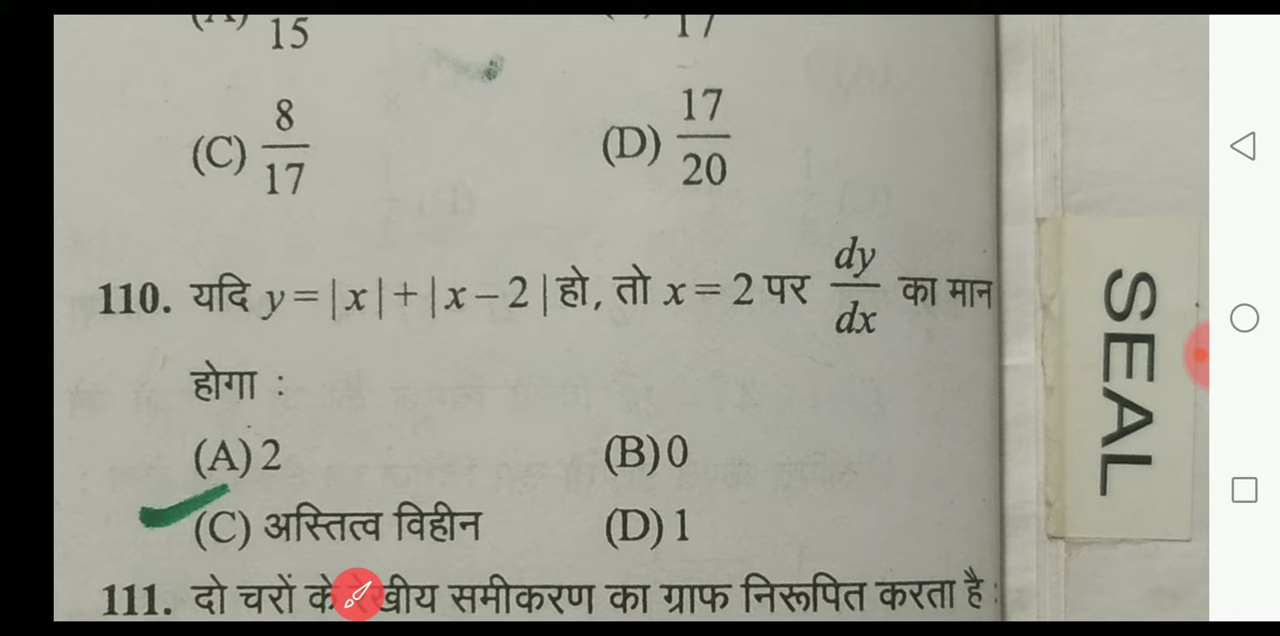 15 17
(C) 8/17 (D) 17/20
110. यदि y = | x | + | x − 2 | हो, तो x = 2 पर dy/dx का मान
होगा :
(A) 2 (B) 0
(C) अस्तित्व विहीन (D) 1
111. दो चरों के रेखीय समीकरण का ग्राफ निरूपित करता है :
SEAL